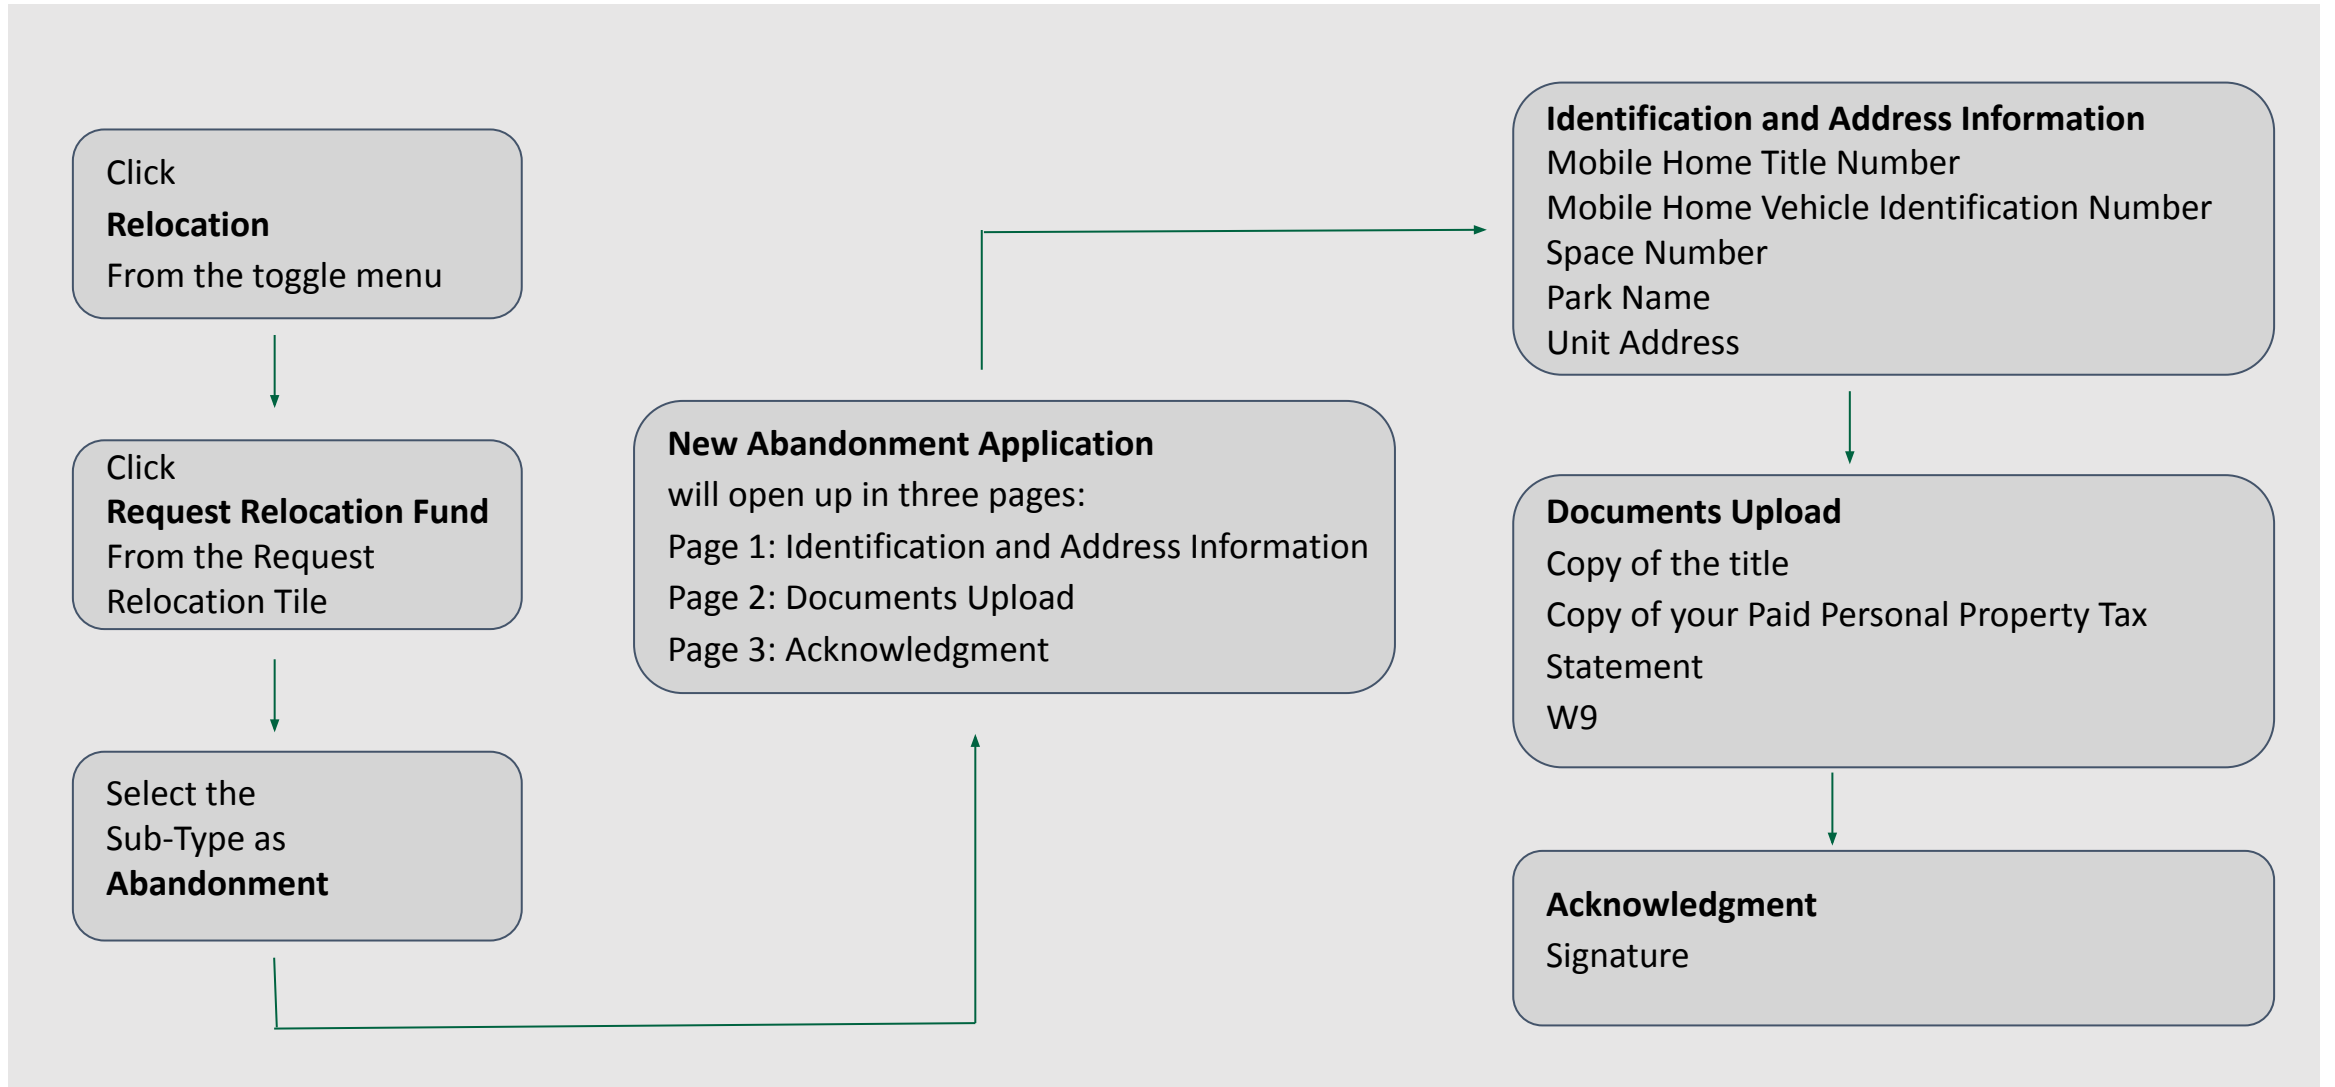 Click
Relocation
From the toggle menu
Click
Request Relocation Fund
From the Request
Relocation Tile
Select the
Sub-Type as
Abandonment
New Abandonment Application
will open up in three pages:
Page 1: Identification and Address Information
Page 2: Documents Upload
Page 3: Acknowledgment
Identification and Address Information
Mobile Home Title Number
Mobile Home Vehicle Identification Number
Space Number
Park Name
Unit Address
Documents Upload
Copy of the title
Copy of your Paid Personal Property Tax
Statement
W9
Acknowledgment
Signature